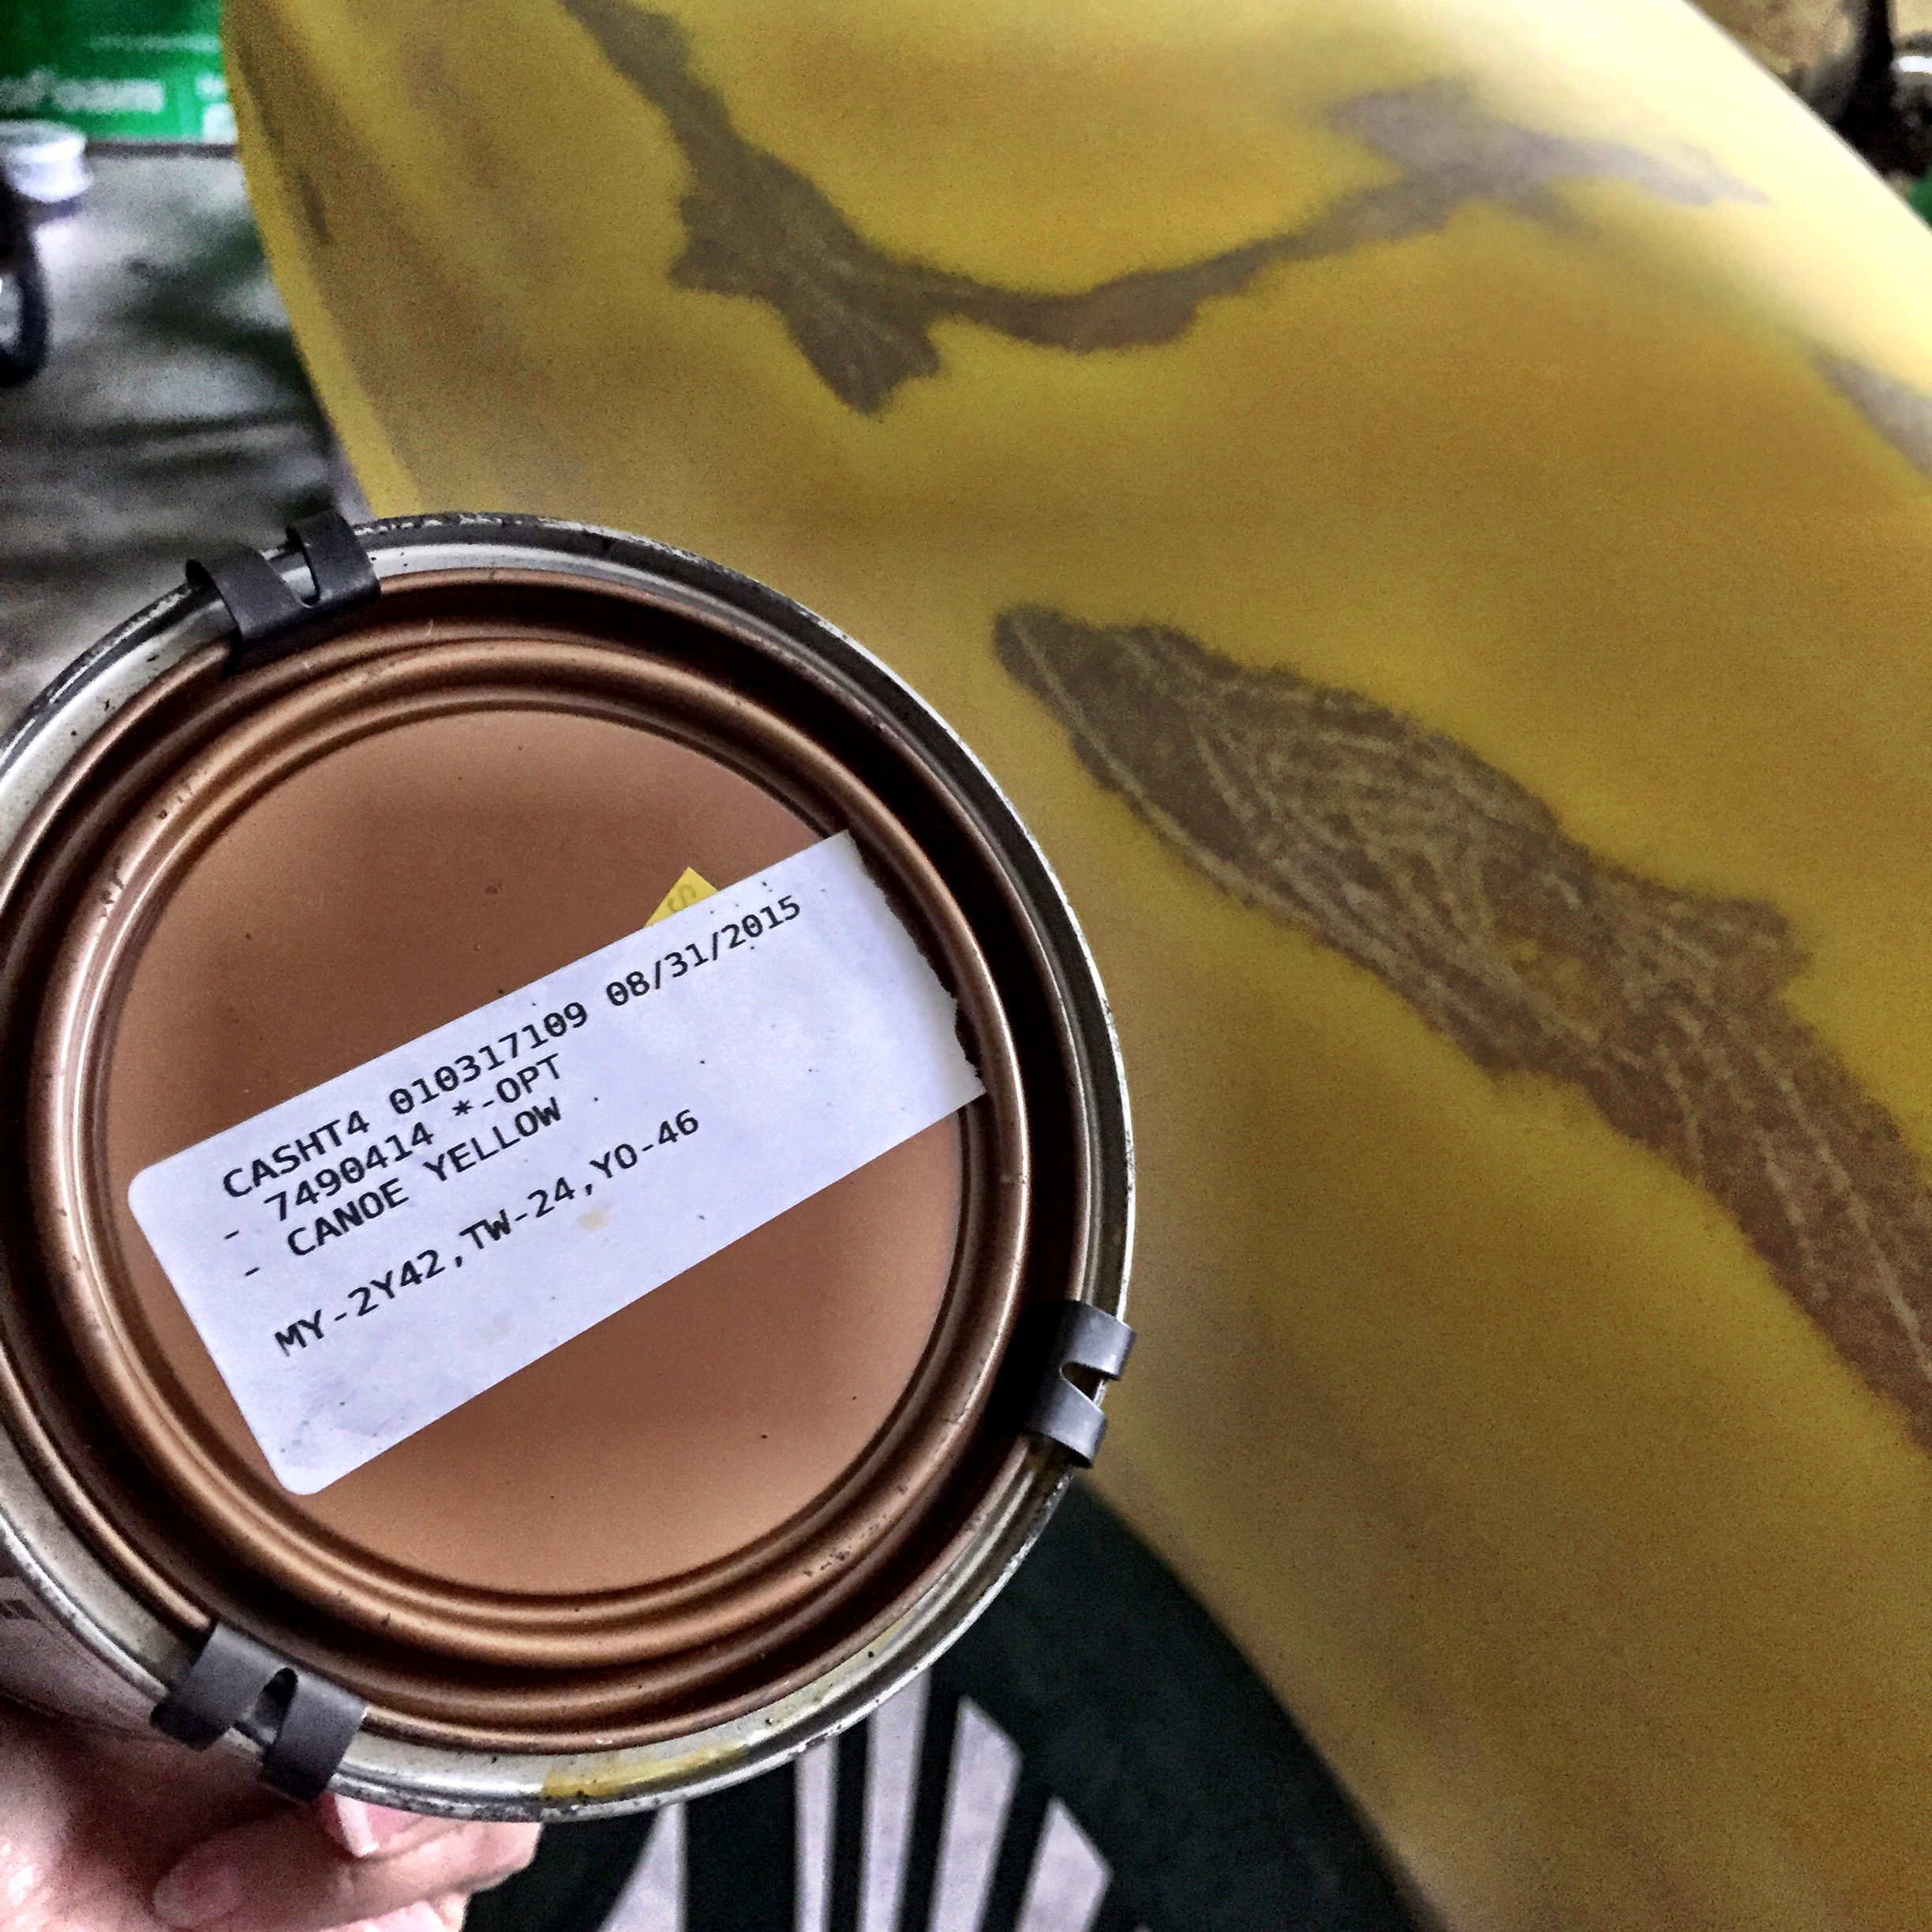 CASHT4 010317109 08/31/2015
- 7490414 *-OPT
- CANOE YELLOW
MY-2Y42,TW-24,YO-46